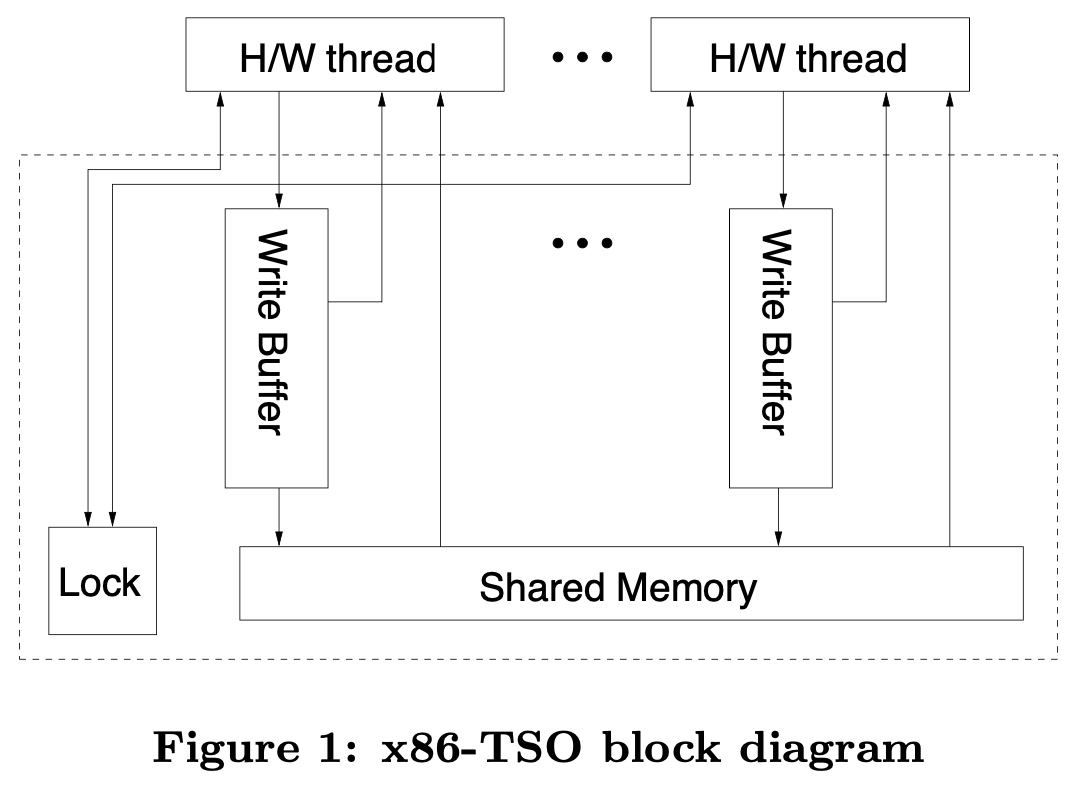 H/W thread
• • •
H/W thread
Write Buffer
• • •
Write Buffer
Lock
Shared Memory
Figure 1: x86-TSO block diagram